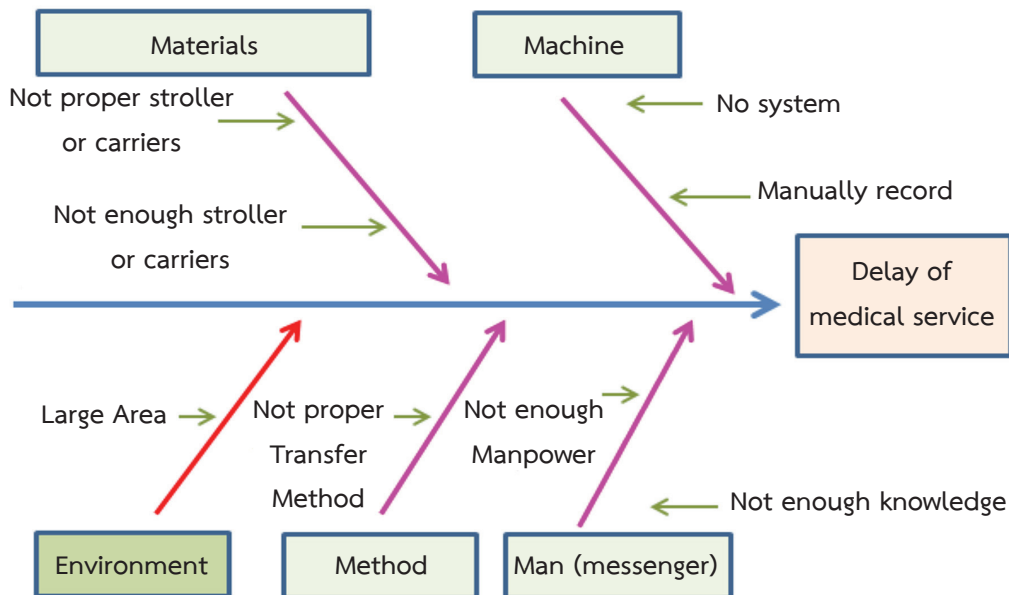 Materials
Machine
Not proper stroller
or carriers
No system
Not enough stroller
or carriers
Manually record
Delay of
medical service
Large Area
Not proper
Transfer
Method
Not enough
Manpower
Not enough knowledge
Environment
Method
Man (messenger)